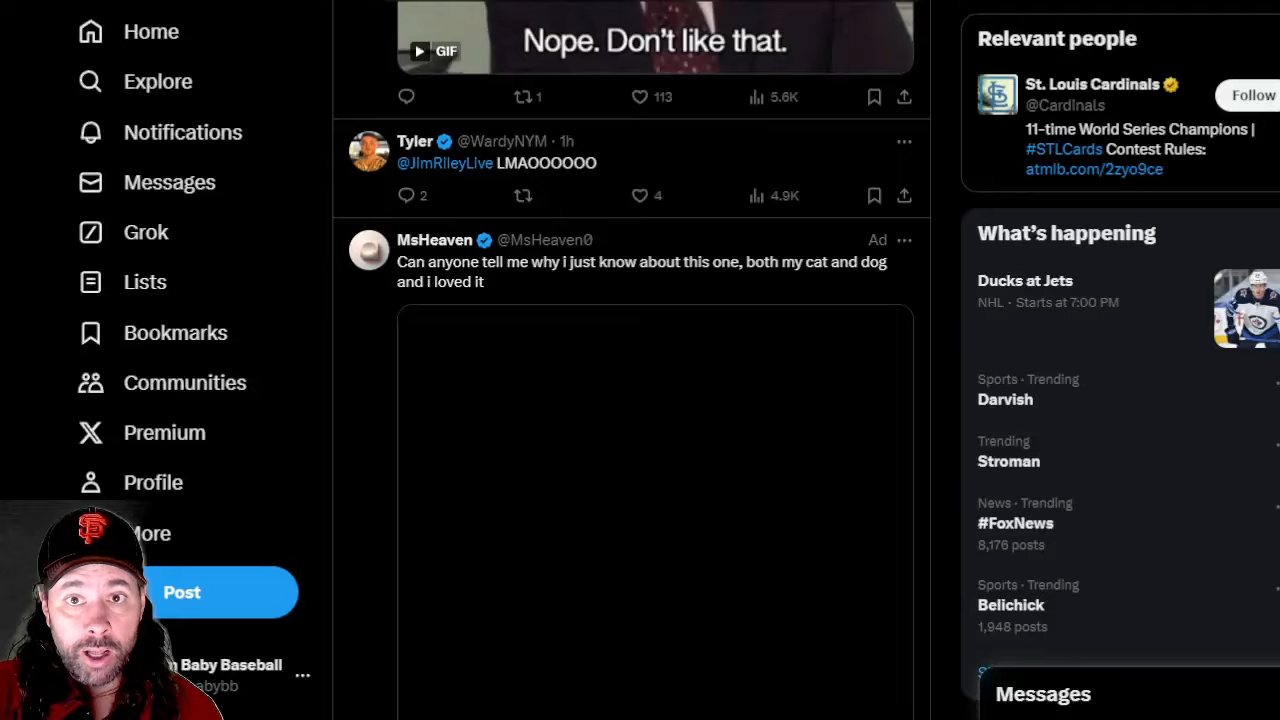 Home
Explore
Notifications
Messages
Grok
Lists
Bookmarks
Communities
Premium
Profile
More
Post
Baby Baseball
abybb
Nope. Don't like that.
GIF
1
113
5.6K
Tyler @WardyNYM · 1h
@JimRileyLive LMAOOOOOO
2
4
4.9K
MsHeaven @MsHeaven0
Ad
Can anyone tell me why i just know about this one, both my cat and dog
and i loved it
Relevant people
St. Louis Cardinals
@Cardinals
Follow
11-time World Series Champions |
#STLCards Contest Rules:
atmlb.com/2zyo9ce
What's happening
Ducks at Jets
NHL · Starts at 7:00 PM
Sports · Trending
Darvish
Trending
Stroman
News · Trending
#FoxNews
8,176 posts
Sports · Trending
Belichick
1,948 posts
Messages